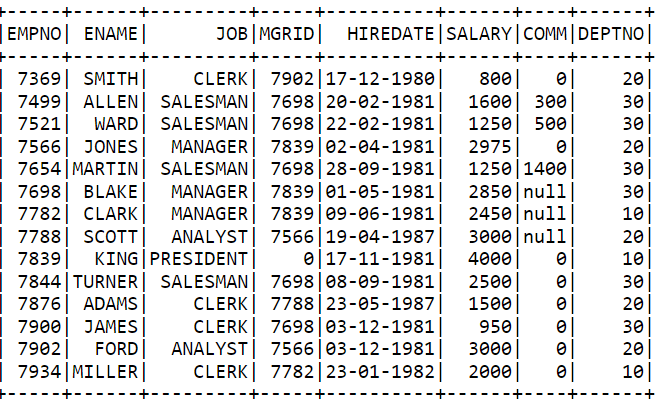 +-----+------+---------+-----+----------+------+----+------+
|EMPNO| ENAME|      JOB|MGRID|  HIREDATE|SALARY|COMM|DEPTNO|
+-----+------+---------+-----+----------+------+----+------+
| 7369| SMITH|    CLERK| 7902|17-12-1980|   800|   0|    20|
| 7499| ALLEN| SALESMAN| 7698|20-02-1981|  1600| 300|    30|
| 7521|  WARD| SALESMAN| 7698|22-02-1981|  1250| 500|    30|
| 7566| JONES|  MANAGER| 7839|02-04-1981|  2975|   0|    20|
| 7654|MARTIN| SALESMAN| 7698|28-09-1981|  1250|1400|    30|
| 7698| BLAKE|  MANAGER| 7839|01-05-1981|  2850|null|    30|
| 7782| CLARK|  MANAGER| 7839|09-06-1981|  2450|null|    10|
| 7788| SCOTT|  ANALYST| 7566|19-04-1987|  3000|null|    20|
| 7839|  KING|PRESIDENT|    0|17-11-1981|  4000|   0|    10|
| 7844|TURNER| SALESMAN| 7698|08-09-1981|  2500|   0|    30|
| 7876| ADAMS|    CLERK| 7788|23-05-1987|  1500|   0|    20|
| 7900| JAMES|    CLERK| 7698|03-12-1981|   950|   0|    30|
| 7902|  FORD|  ANALYST| 7566|03-12-1981|  3000|   0|    20|
| 7934|MILLER|    CLERK| 7782|23-01-1982|  2000|   0|    10|
+-----+------+---------+-----+----------+------+----+------+